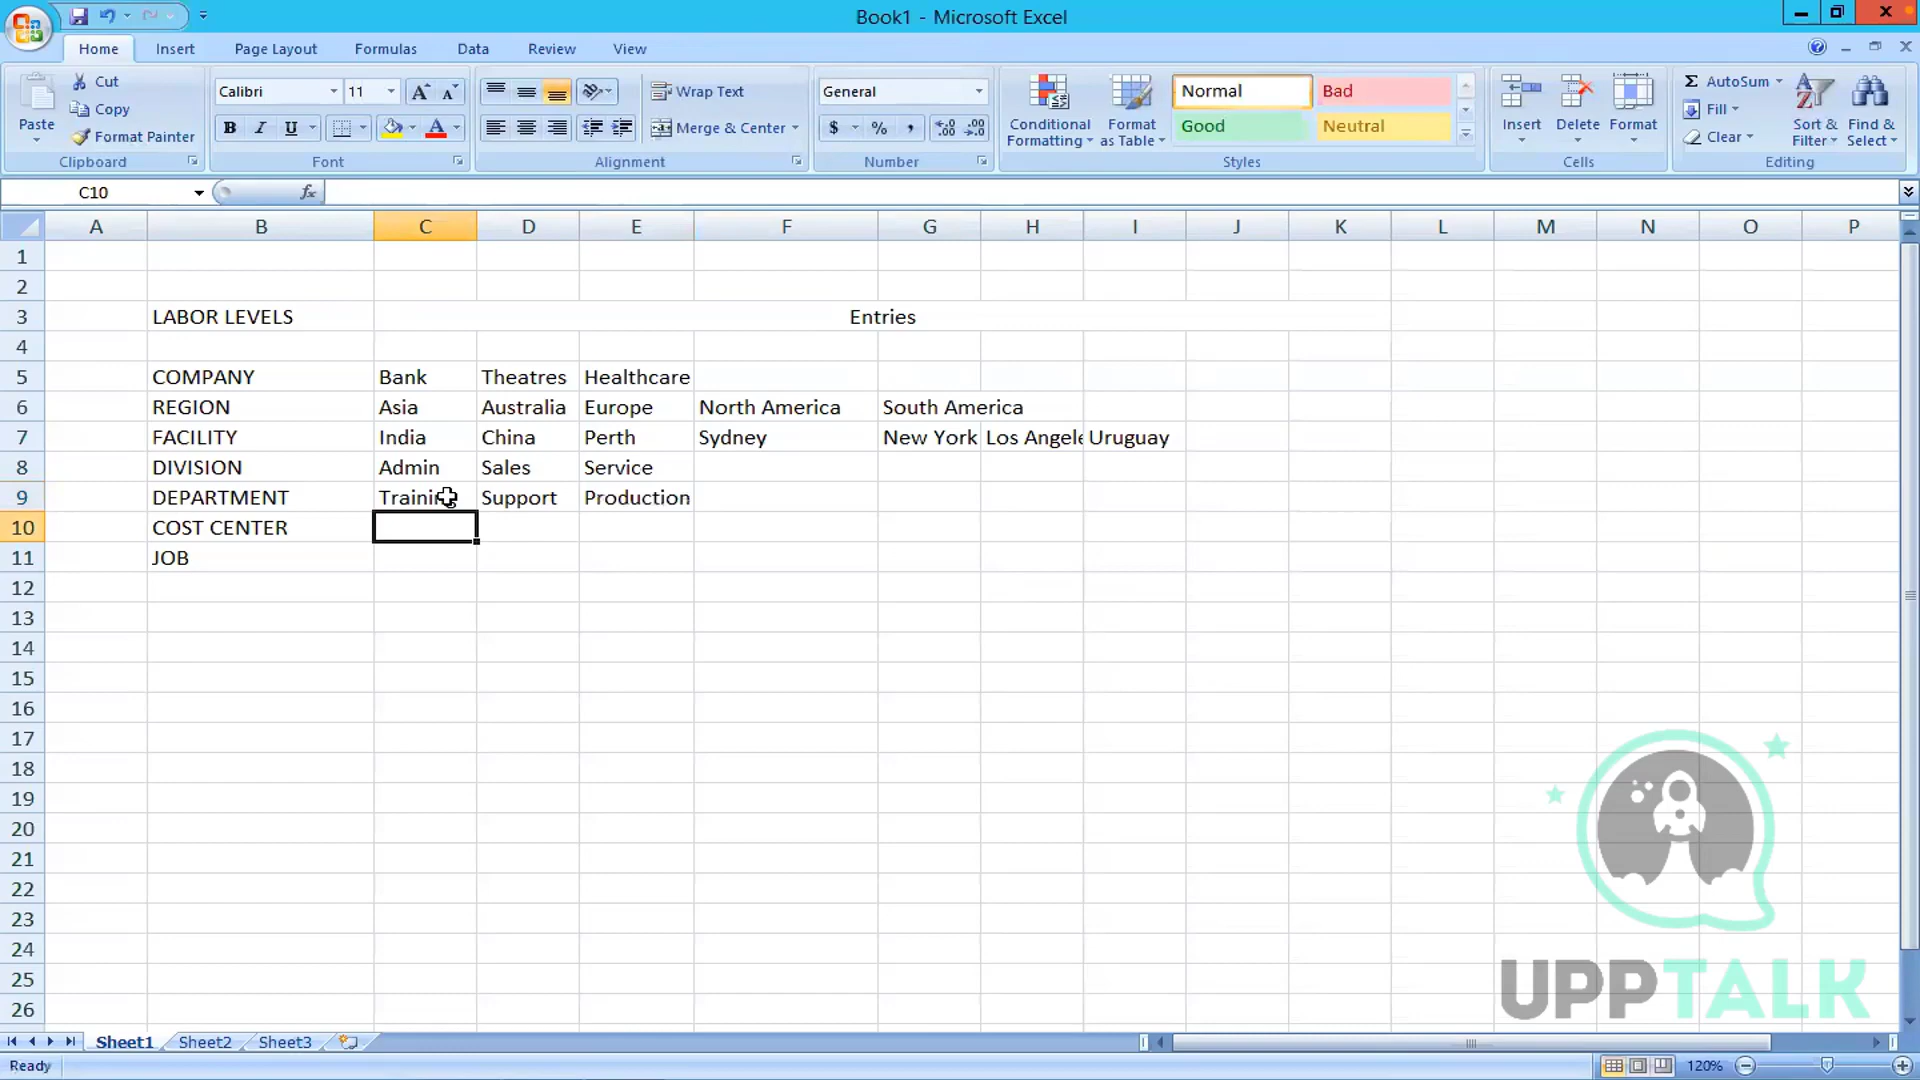 Book1 - Microsoft Excel
Home Insert Page Layout Formulas Data Review View
Paste
Cut
Copy
Format Painter
Clipboard
Calibri 11
B I U
Font
Wrap Text
Merge & Center
Alignment
General
$ % ,
Number
Conditional Formatting
Format as Table
Normal Bad
Good Neutral
Styles
Insert Delete Format
Cells
AutoSum
Fill
Clear
Sort & Filter
Find & Select
Editing
C10 fx
A B C D E F G H I J K L M N O P
1
2
3 LABOR LEVELS Entries
4
5 COMPANY Bank Theatres Healthcare
6 REGION Asia Australia Europe North America South America
7 FACILITY India China Perth Sydney New York Los Angele Uruguay
8 DIVISION Admin Sales Service
9 DEPARTMENT Training Support Production
10 COST CENTER
11 JOB
12
13
14
15
16
17
18
19
20
21
22
23
24
25
26
UPPTALK
Sheet1 Sheet2 Sheet3
Ready 120%